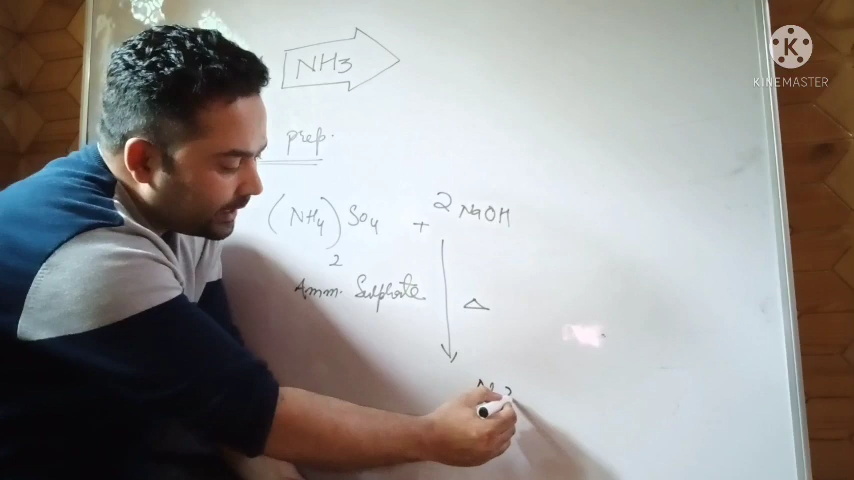 NH3
prep.
(NH4)2 SO4 + 2 NaOH
Amm. Sulphate
Δ
K
KINEMASTER